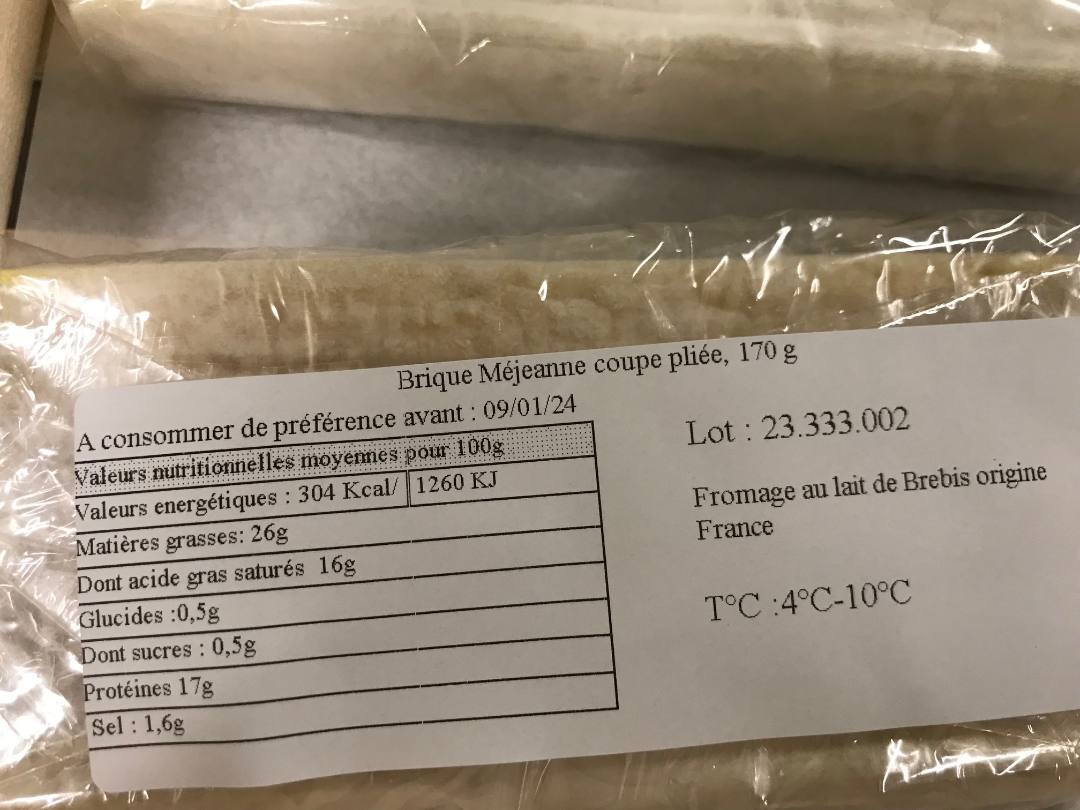 Brique Méjeanne coupe pliée, 170 g
A consommer de préférence avant : 09/01/24
Valeurs nutritionnelles moyennes pour 100g
Valeurs energétiques : 304 Kcal/ 1260 KJ
Matières grasses: 26g
Dont acide gras saturés 16g
Glucides :0,5g
Dont sucres : 0,5g
Protéines 17g
Sel : 1,6g
Lot : 23.333.002
Fromage au lait de Brebis origine
France
T°C :4°C-10°C